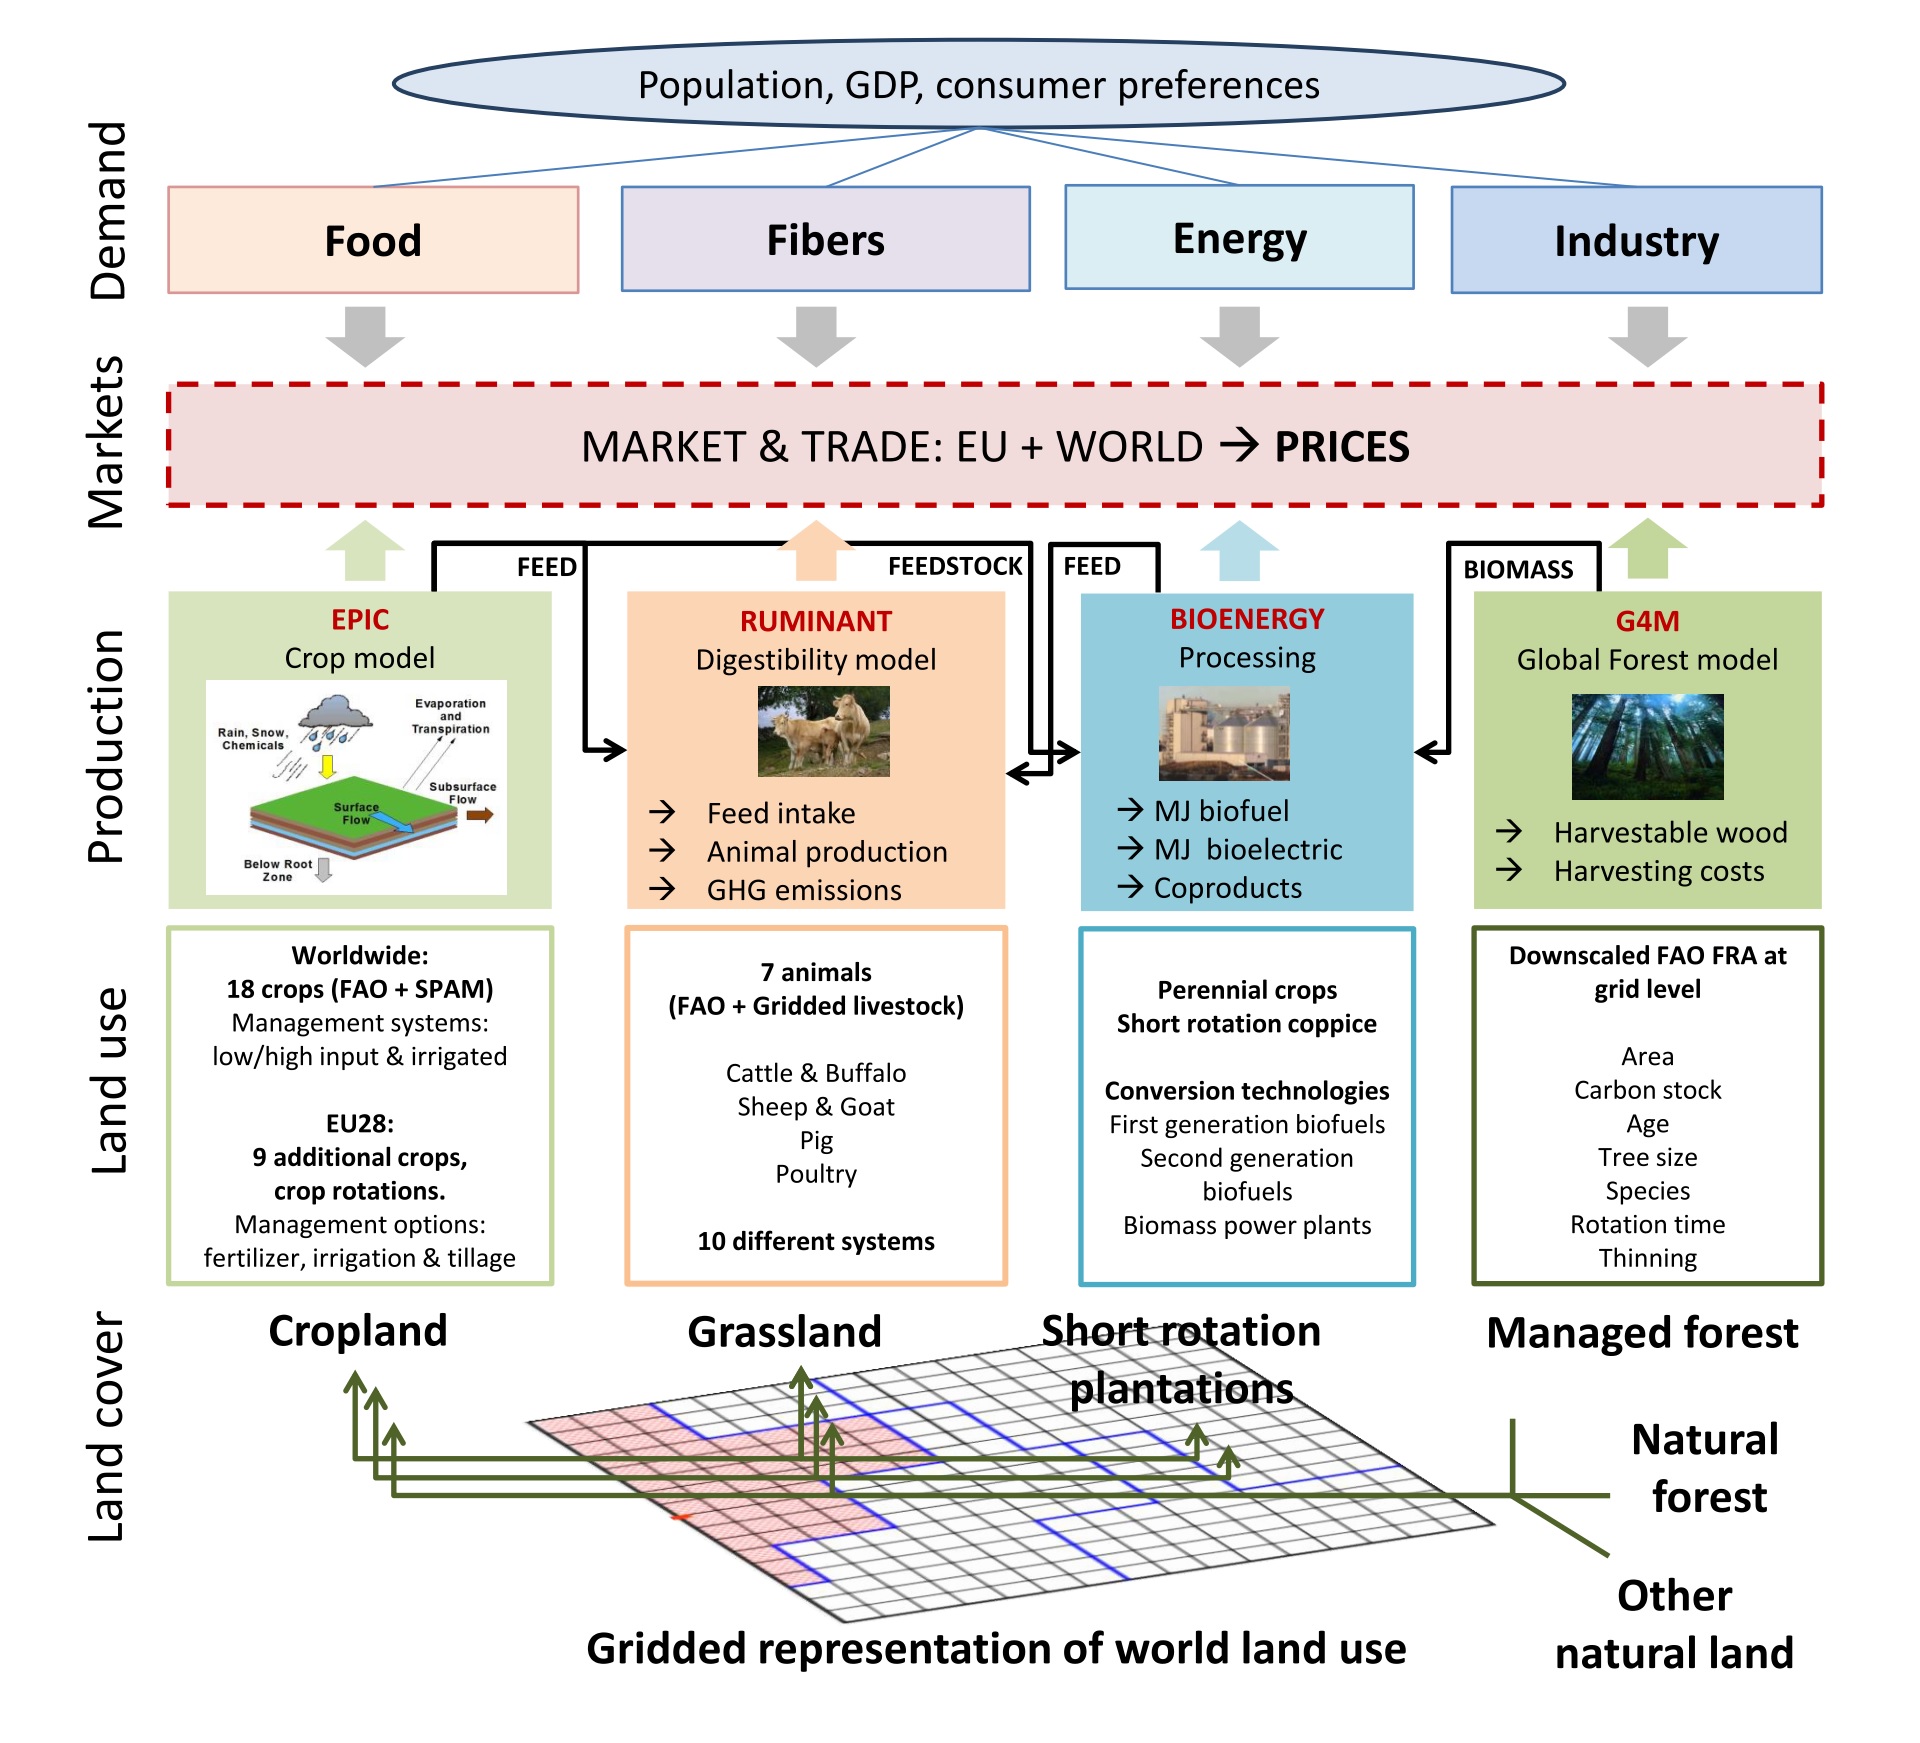 Population, GDP, consumer preferences
Demand
Food
Fibers
Energy
Industry
Markets
MARKET & TRADE: EU + WORLD → PRICES
FEED
FEEDSTOCK
FEED
BIOMASS
Production
EPIC
Crop model
Rain, Snow,
Chemicals
Evaporation
and
Transpiration
Subsurface
Flow
Surface
Flow
Below Root
Zone
RUMINANT
Digestibility model
→ Feed intake
→ Animal production
→ GHG emissions
BIOENERGY
Processing
→ MJ biofuel
→ MJ bioelectric
→ Coproducts
G4M
Global Forest model
→ Harvestable wood
→ Harvesting costs
Land use
Worldwide:
18 crops (FAO + SPAM)
Management systems:
low/high input & irrigated
EU28:
9 additional crops,
crop rotations.
Management options:
fertilizer, irrigation & tillage
7 animals
(FAO + Gridded livestock)
Cattle & Buffalo
Sheep & Goat
Pig
Poultry
10 different systems
Perennial crops
Short rotation coppice
Conversion technologies
First generation biofuels
Second generation
biofuels
Biomass power plants
Downscaled FAO FRA at
grid level
Area
Carbon stock
Age
Tree size
Species
Rotation time
Thinning
Land cover
Cropland
Grassland
Short rotation
plantations
Managed forest
Natural
forest
Other
natural land
Gridded representation of world land use